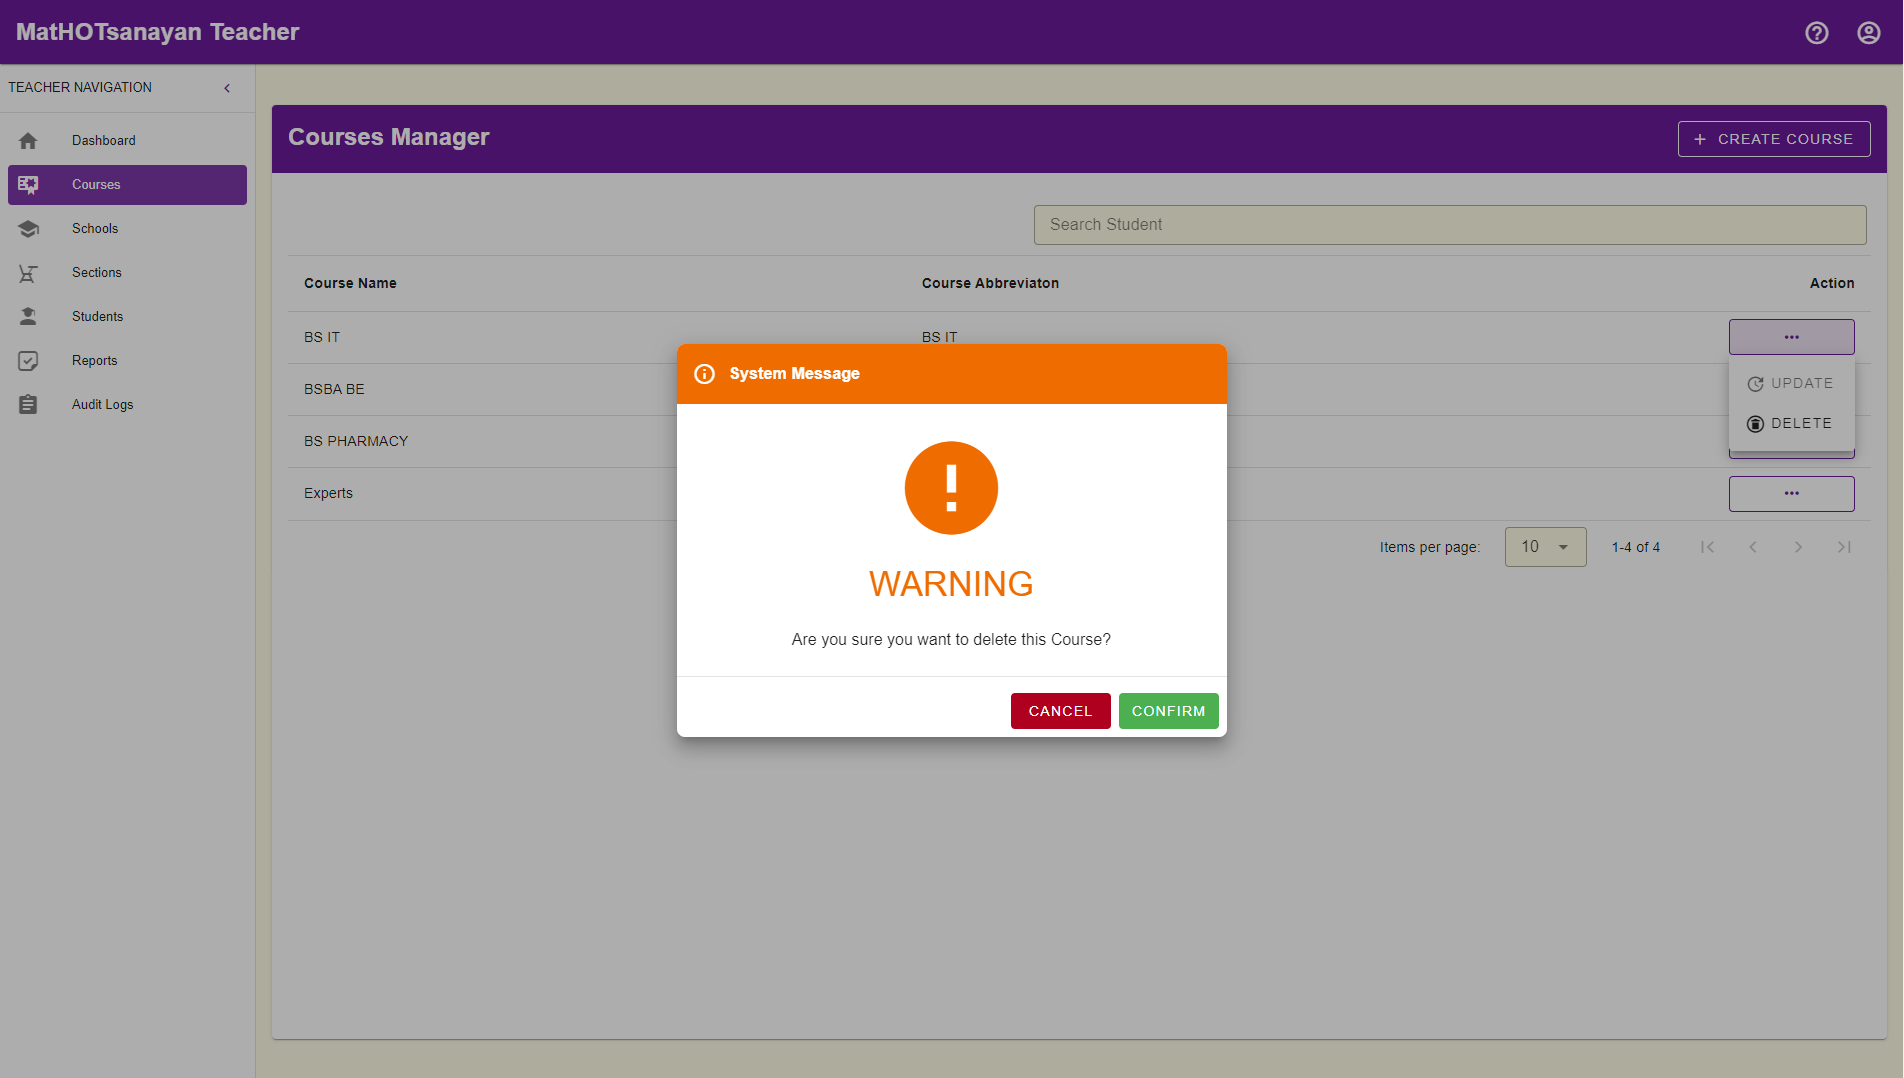 MatHOTsanayan Teacher
TEACHER NAVIGATION
Dashboard
Courses
Schools
Sections
Students
Reports
Audit Logs
Courses Manager
CREATE COURSE
Search Student
Course Name Course Abbreviaton Action
BS IT BS IT
BSBA BE
BS PHARMACY
Experts
UPDATE
DELETE
Items per page: 10 1-4 of 4
System Message
WARNING
Are you sure you want to delete this Course?
CANCEL CONFIRM